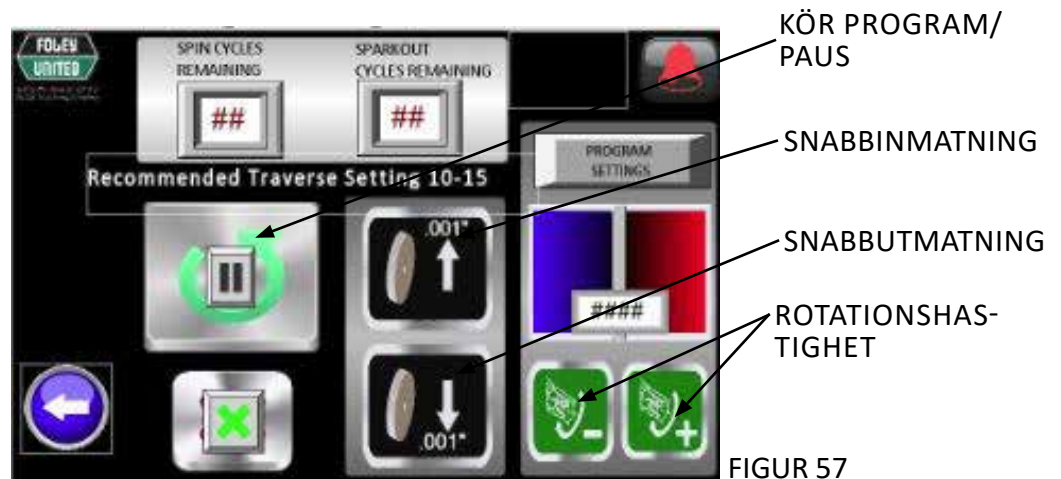 FOLEY
UNITED
SPIN CYCLES
REMAINING
##
SPARKOUT
CYCLES REMAINING
##
Recommended Traverse Setting 10-15
PROGRAM
SETTINGS
.001"
.001"
####
-
+
KÖR PROGRAM/
PAUS
SNABBINMATNING
SNABBUTMATNING
ROTATIONSHAS-
TIGHET
FIGUR 57